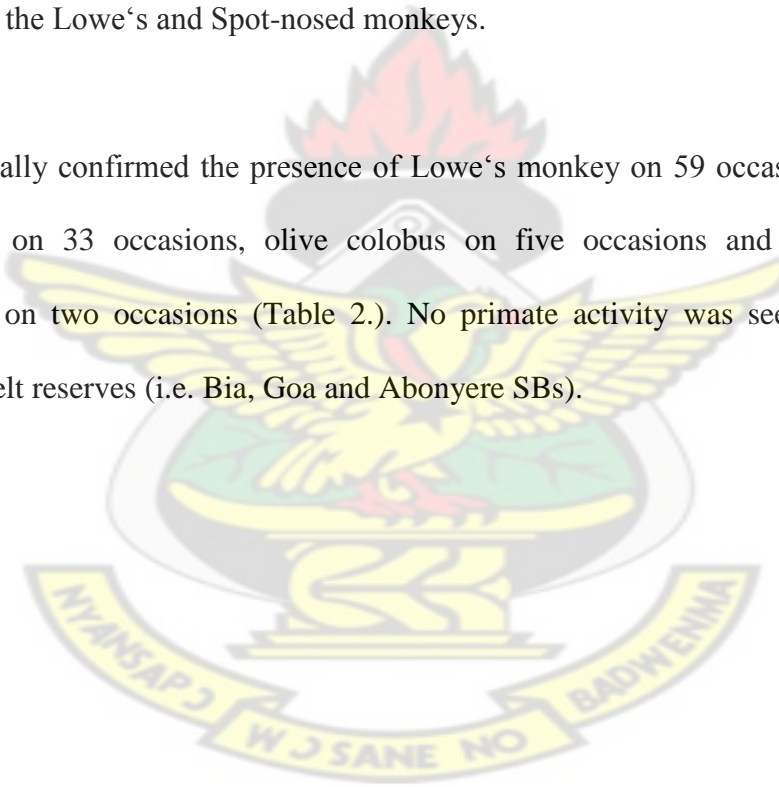 the Lowe‘s and Spot-nosed monkeys.
ally confirmed the presence of Lowe‘s monkey on 59 occas
on 33 occasions, olive colobus on five occasions and
on two occasions (Table 2.). No primate activity was see
elt reserves (i.e. Bia, Goa and Abonyere SBs).
NYANSAPƆ WƆSANE NO BADWENMA